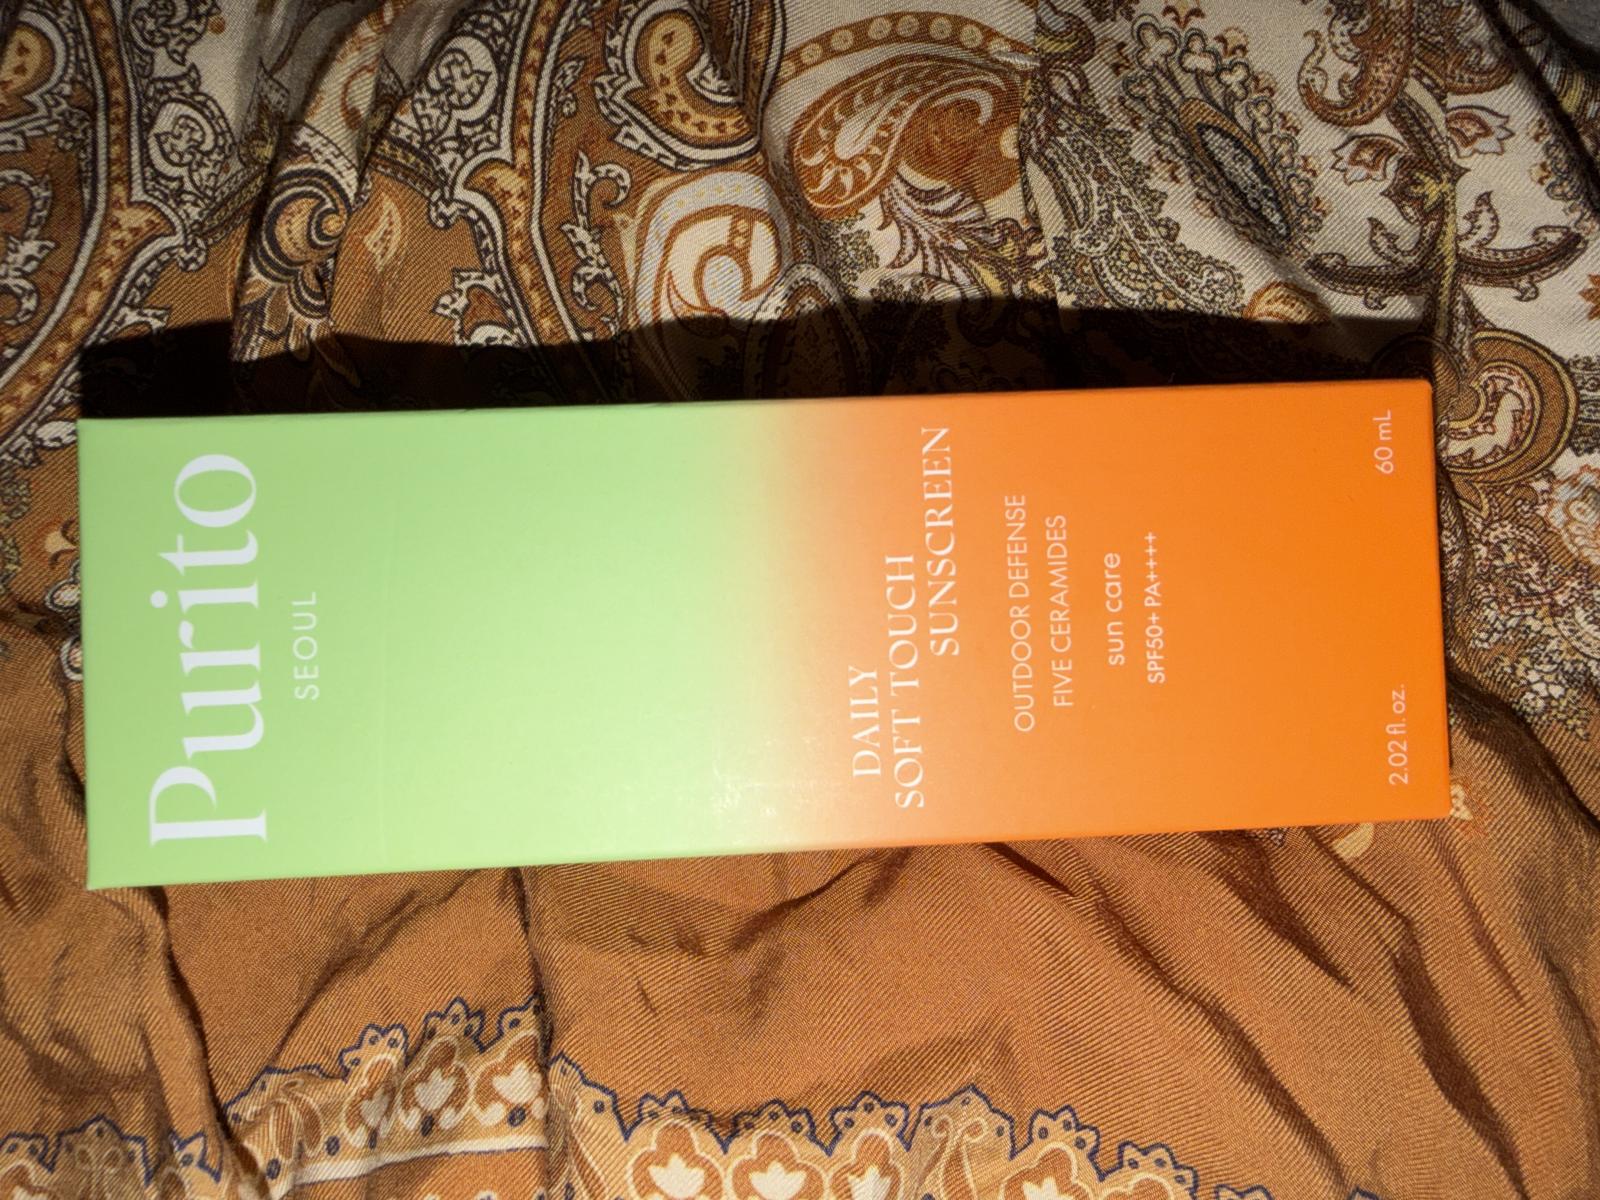 Purito
SEOUL
DAILY
SOFT TOUCH
SUNSCREEN
OUTDOOR DEFENSE
FIVE CERAMIDES
sun care
SPF50+ PA++++
2.02 fl. oz.
60 mL